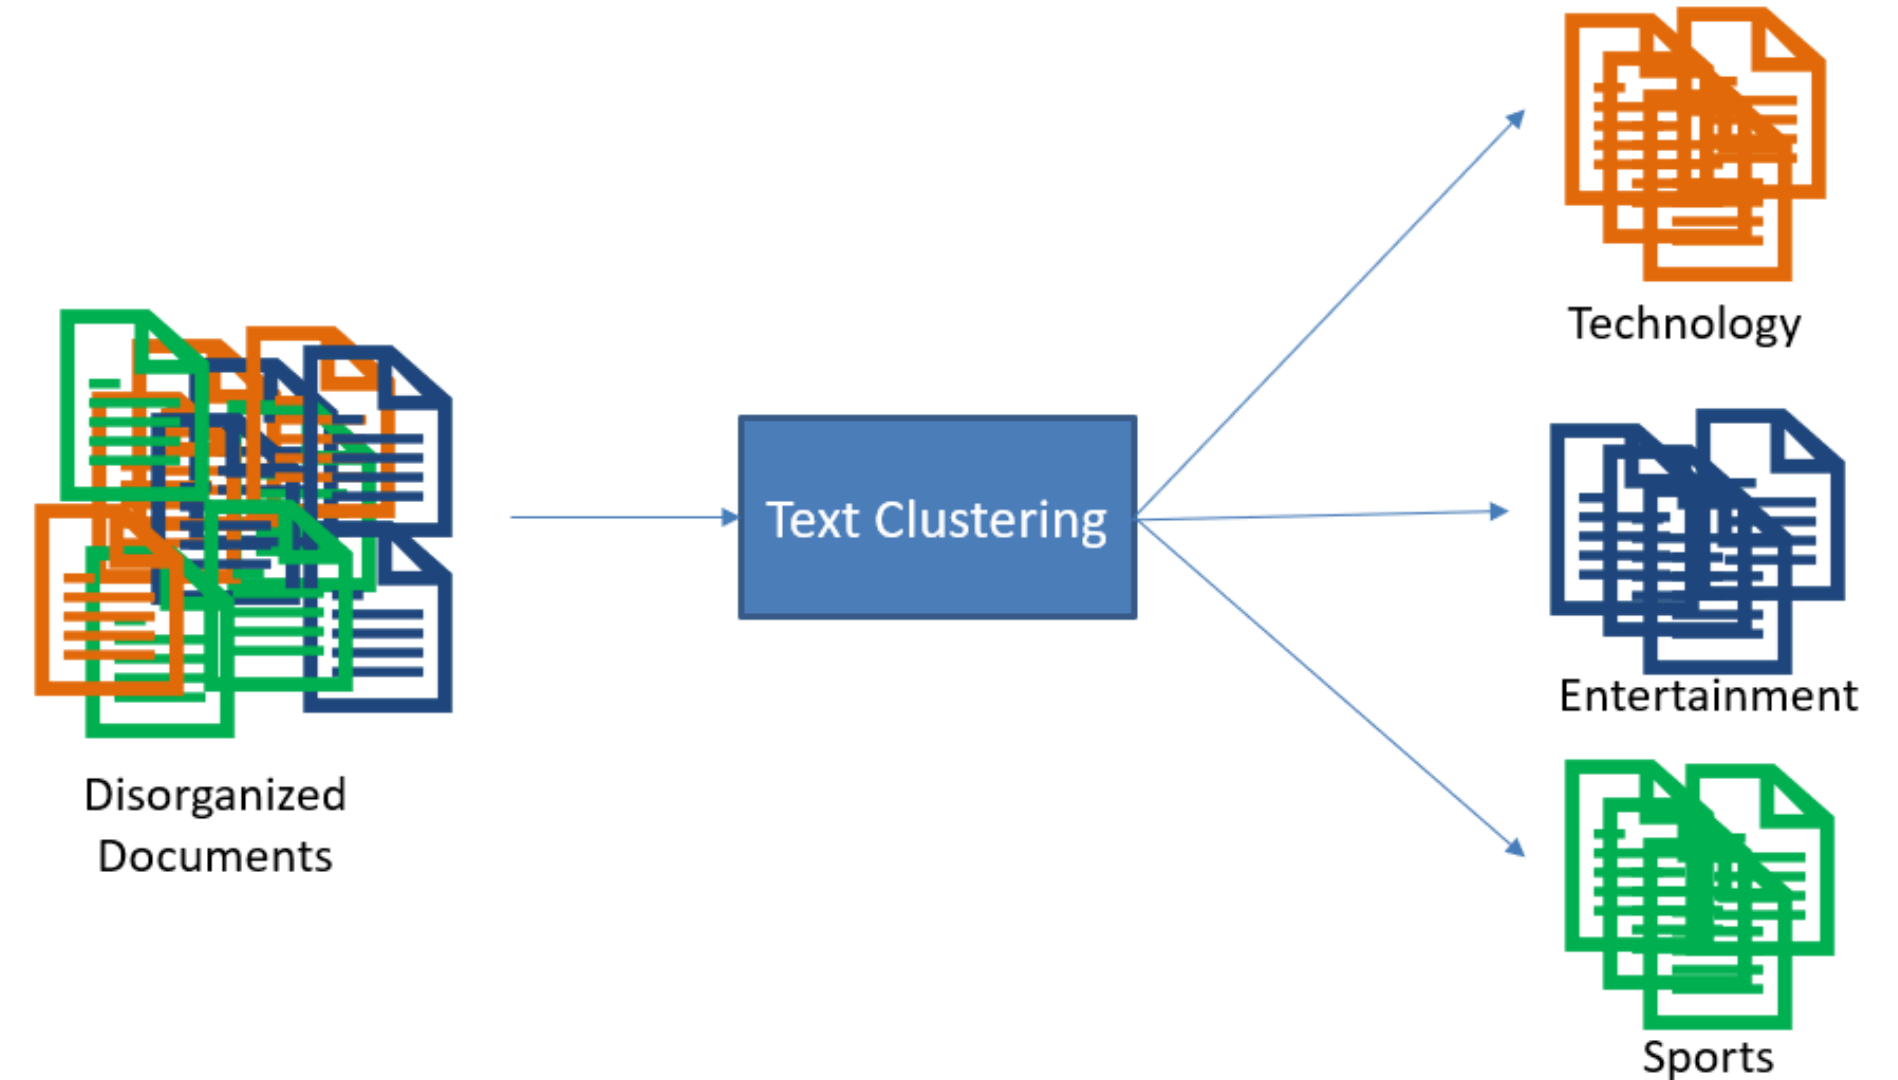 Disorganized
Documents
Text Clustering
Technology
Entertainment
Sports